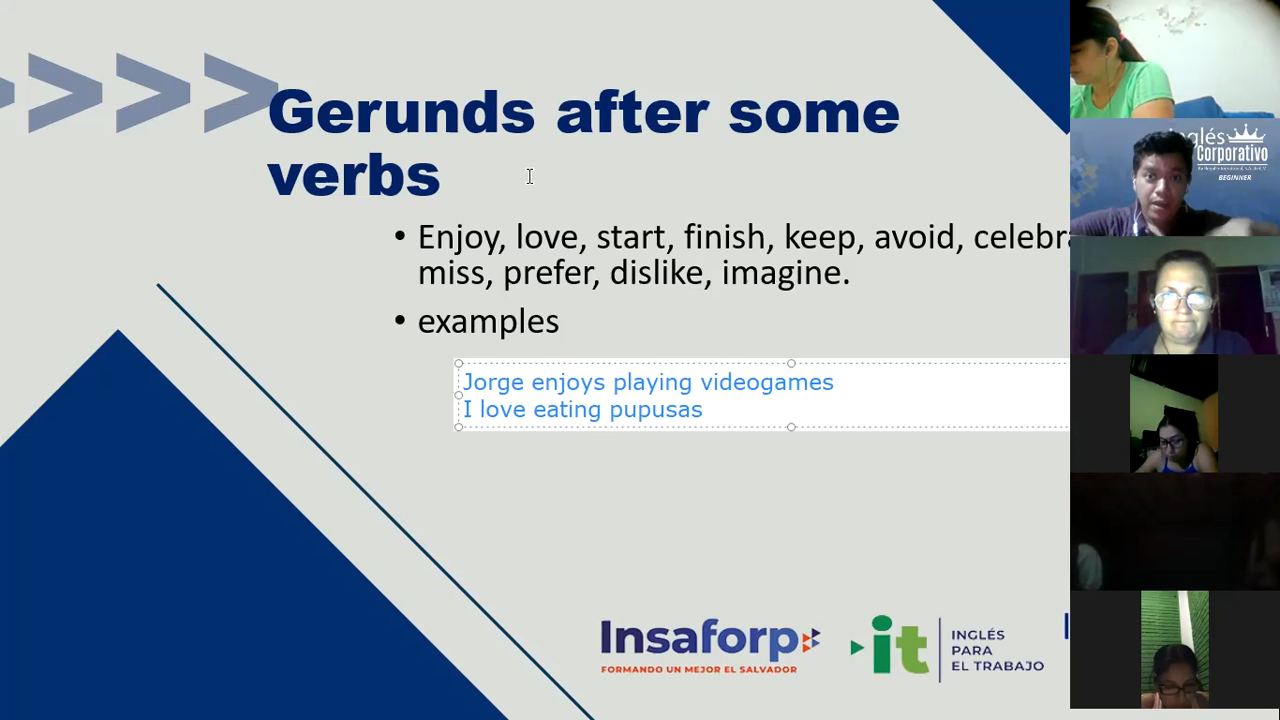 Gerunds after some
verbs
• Enjoy, love, start, finish, keep, avoid,
miss, prefer, dislike, imagine.
• examples
Jorge enjoys playing videogames
I love eating pupusas
Insaforp
FORMANDO UN MEJOR EL SALVADOR
it
INGLÉS
PARA
EL TRABAJO
Inglés
Corporativo
BEGINNER